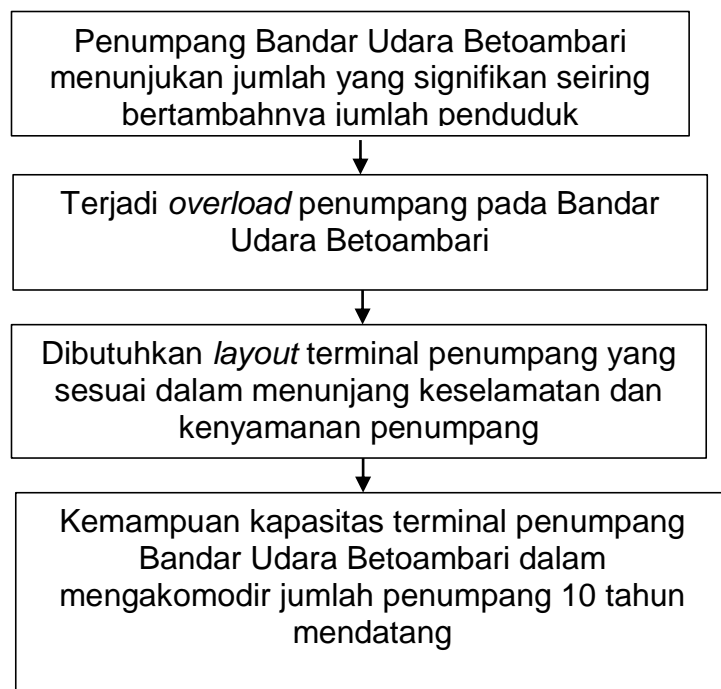 Penumpang Bandar Udara Betoambari
menunjukan jumlah yang signifikan seiring
bertambahnya jumlah penduduk
Terjadi overload penumpang pada Bandar
Udara Betoambari
Dibutuhkan layout terminal penumpang yang
sesuai dalam menunjang keselamatan dan
kenyamanan penumpang
Kemampuan kapasitas terminal penumpang
Bandar Udara Betoambari dalam
mengakomodir jumlah penumpang 10 tahun
mendatang